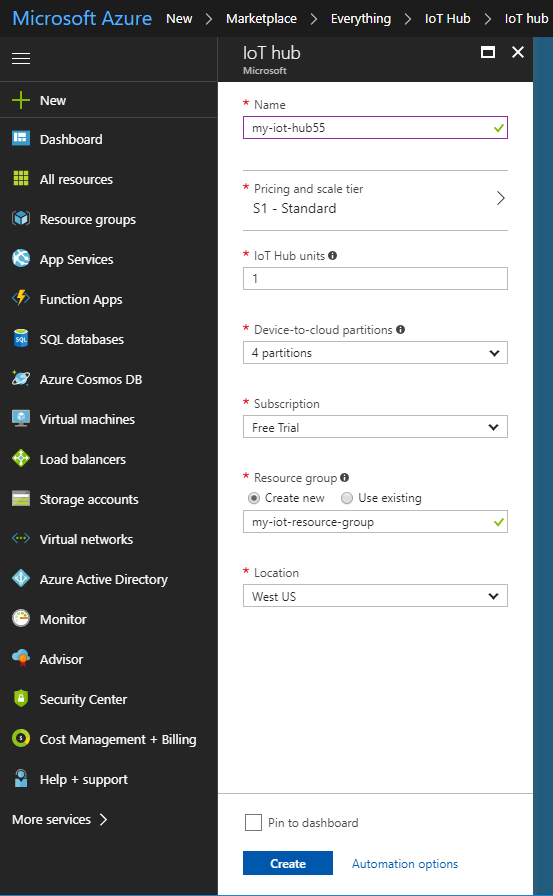 Microsoft Azure New > Marketplace > Everything > IoT Hub > IoT hub
IoT hub
Microsoft
New
Dashboard
All resources
Resource groups
App Services
Function Apps
SQL databases
Azure Cosmos DB
Virtual machines
Load balancers
Storage accounts
Virtual networks
Azure Active Directory
Monitor
Advisor
Security Center
Cost Management + Billing
Help + support
More services >
* Name
my-iot-hub55
* Pricing and scale tier
S1 - Standard
* IoT Hub units
1
* Device-to-cloud partitions
4 partitions
* Subscription
Free Trial
* Resource group
Create new Use existing
my-iot-resource-group
* Location
West US
Pin to dashboard
Create Automation options